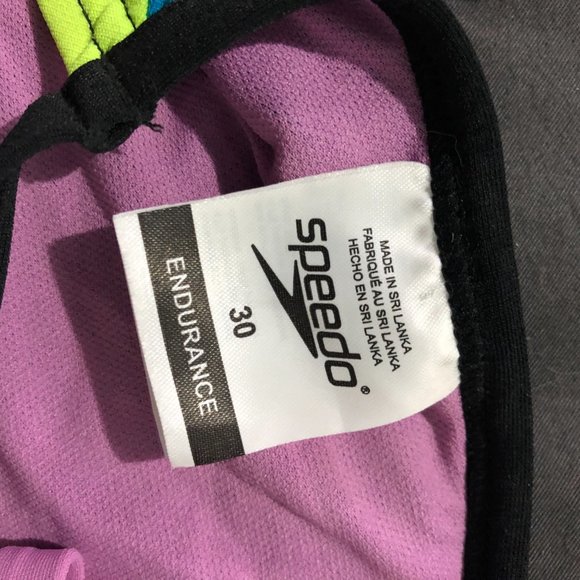 MADE IN SRI LANKA
FABRIQUÉ AU SRI LANKA
HECHO EN SRI LANKA
speedo®
30
ENDURANCE